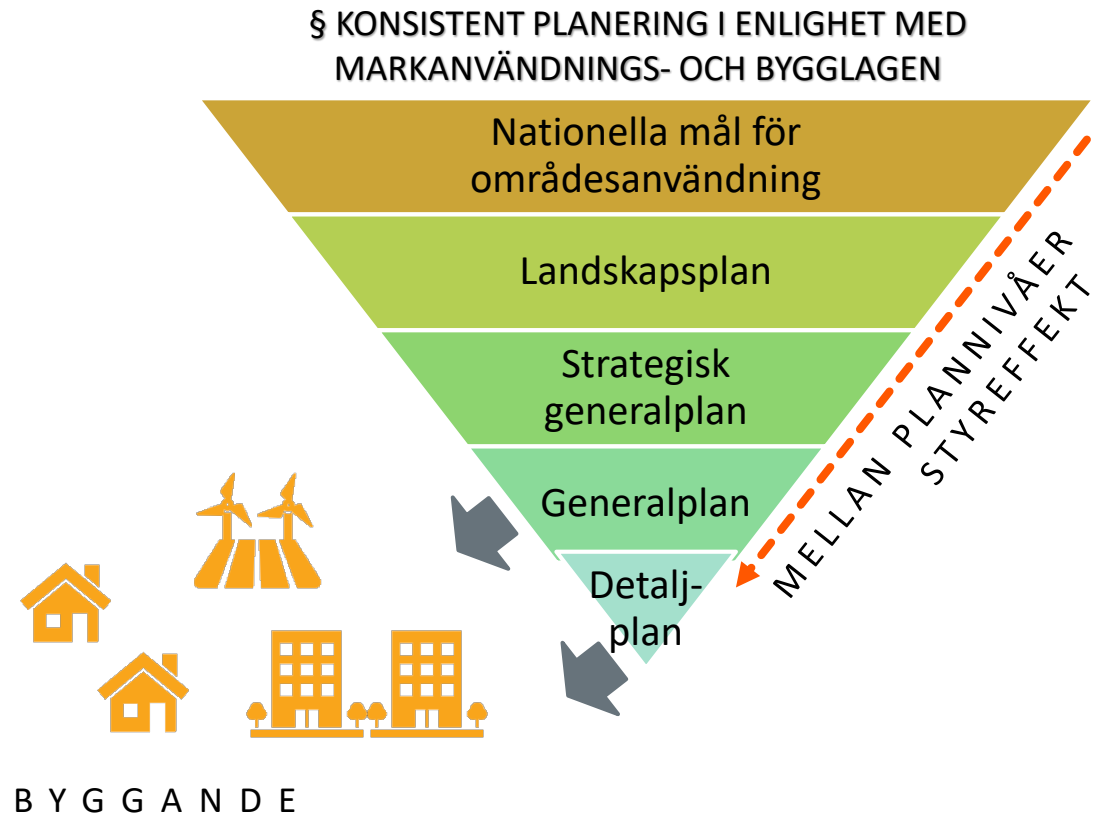 § KONSISTENT PLANERING I ENLIGHET MED
MARKANVÄNDNINGS- OCH BYGGLAGEN
Nationella mål för
områdesanvändning
Landskapsplan
Strategisk
generalplan
Generalplan
Detalj-
plan
MELLAN PLANNIVÅER
STYREFFEKT
BYGGANDE